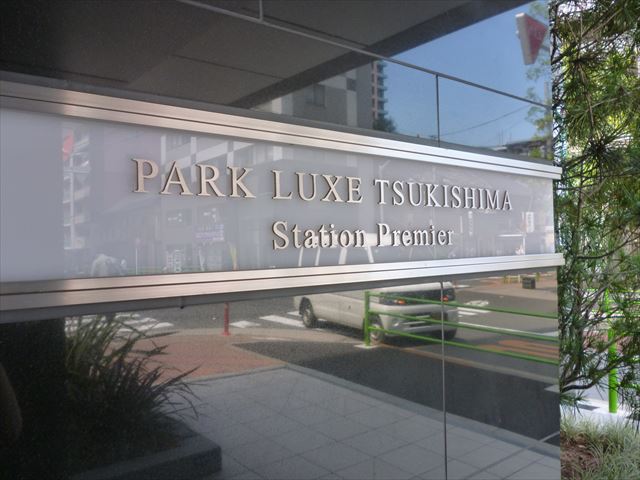 PARK LUXE TSUKISHIMA
Station Premier